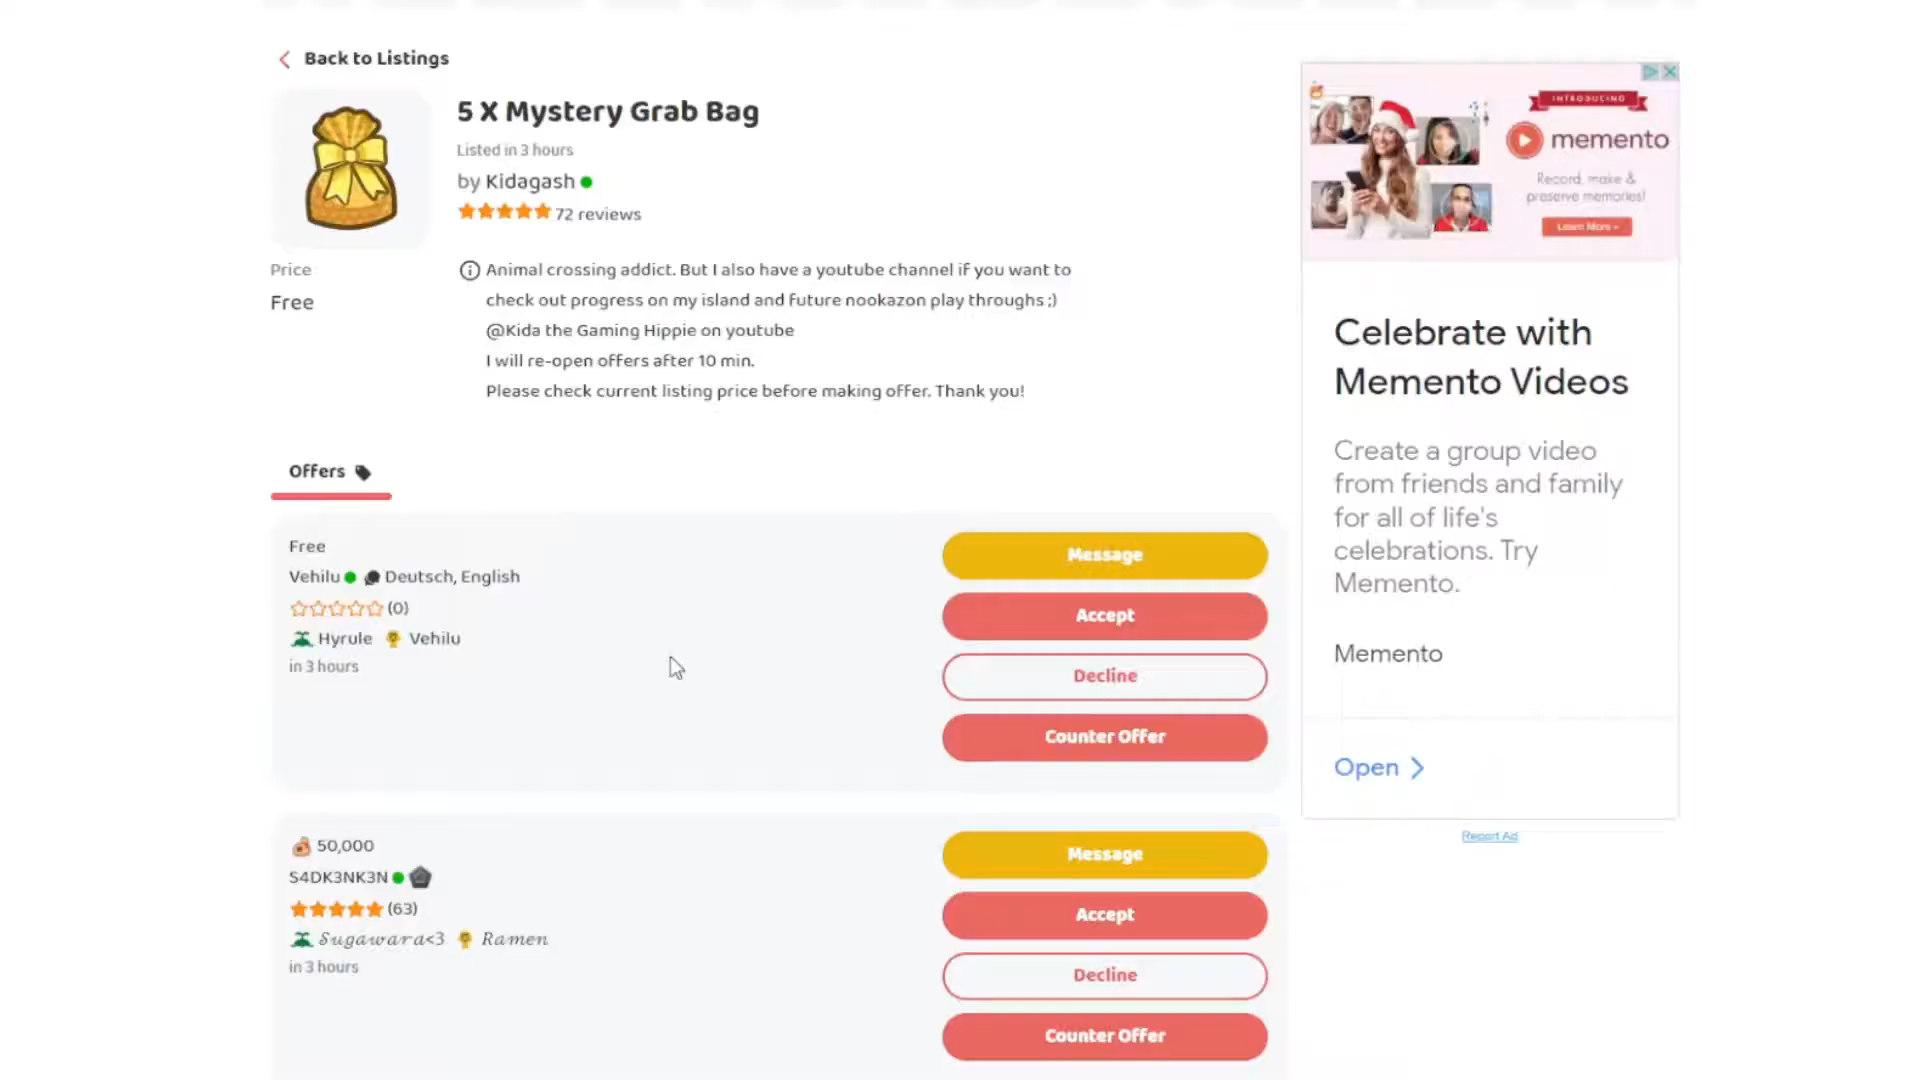 Back to Listings
5 X Mystery Grab Bag
Listed in 3 hours
by Kidagash
72 reviews
Price
Free
Animal crossing addict. But I also have a youtube channel if you want to
check out progress on my island and future nookazon play throughs ;)
@Kida the Gaming Hippie on youtube
I will re-open offers after 10 min.
Please check current listing price before making offer. Thank you!
Offers
Free
Vehilu Deutsch, English
(0)
Hyrule Vehilu
in 3 hours
Message
Accept
Decline
Counter Offer
50,000
S4DK3NK3N
(63)
Sugawara<3 Ramen
in 3 hours
Message
Accept
Decline
Counter Offer
INTRODUCING
memento
Record, make &
preserve memories!
Learn More »
Celebrate with
Memento Videos
Create a group video
from friends and family
for all of life's
celebrations. Try
Memento.
Memento
Open
Report Ad